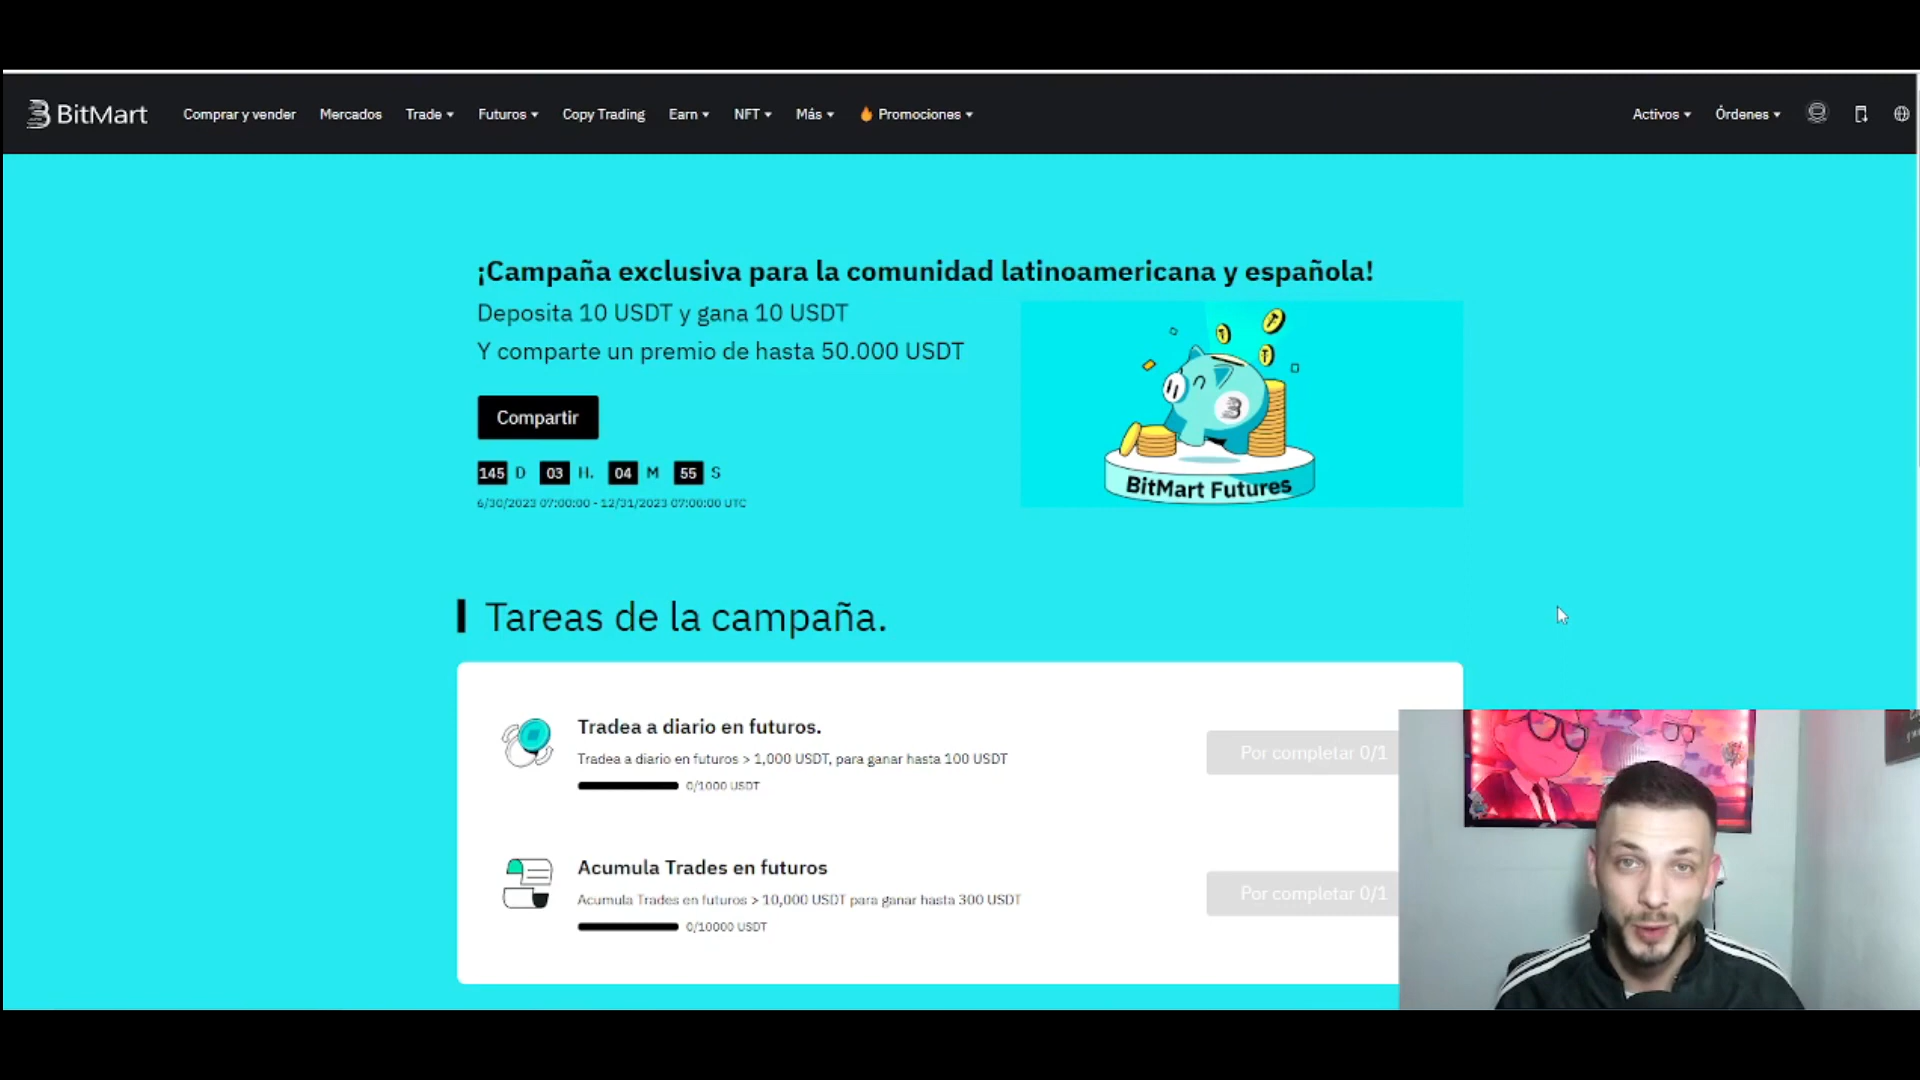 BitMart
Comprar y vender
Mercados
Trade
Futuros
Copy Trading
Earn
NFT
Más
Promociones
Activos
Órdenes
¡Campaña exclusiva para la comunidad latinoamericana y española!
Deposita 10 USDT y gana 10 USDT
Y comparte un premio de hasta 50.000 USDT
Compartir
145 D 03 H. 04 M 55 S
6/30/2023 07:00:00 - 12/31/2023 07:00:00 UTC
BitMart Futures
Tareas de la campaña.
Tradea a diario en futuros.
Tradea a diario en futuros > 1,000 USDT, para ganar hasta 100 USDT
0/1000 USDT
Por completar 0/1
Acumula Trades en futuros
Acumula Trades en futuros > 10,000 USDT para ganar hasta 300 USDT
0/10000 USDT
Por completar 0/1